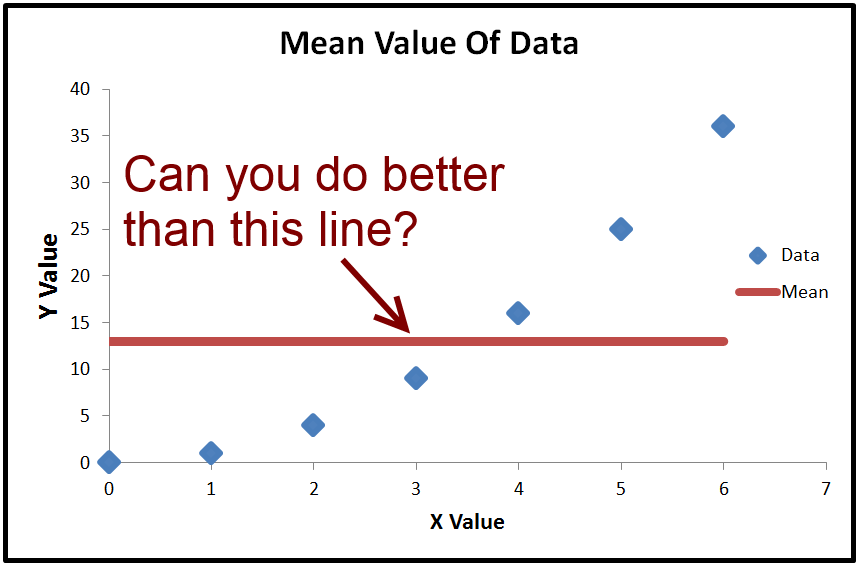 Mean Value Of Data
40
35
30
25
20
15
10
5
0
Y Value
Can you do better
than this line?
Data
Mean
0 1 2 3 4 5 6 7
X Value